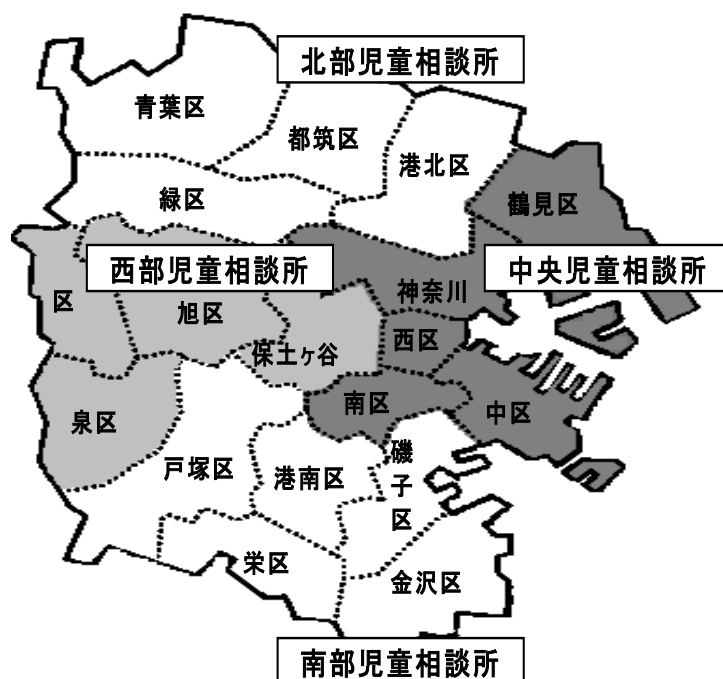 北部児童相談所
青葉区
都筑区
港北区
鶴見区
緑区
西部児童相談所
中央児童相談所
神奈川
区
旭区
西区
保土ヶ谷
南区
中区
泉区
磯子区
戸塚区
港南区
栄区
金沢区
南部児童相談所